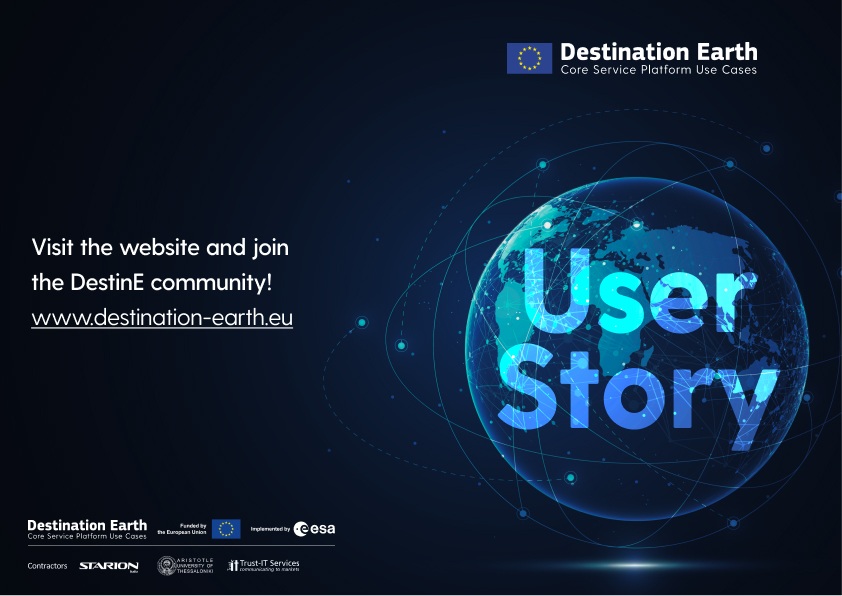 Destination Earth
Core Service Platform Use Cases
Visit the website and join
the DestinE community!
www.destination-earth.eu
User
Story
Destination Earth
Core Service Platform Use Cases
Funded by
the European Union
Implemented by
esa
Contractors
STARION
Italia
ARISTOTLE
UNIVERSITY OF
THESSALONIKI
Trust-IT Services
communicating to markets